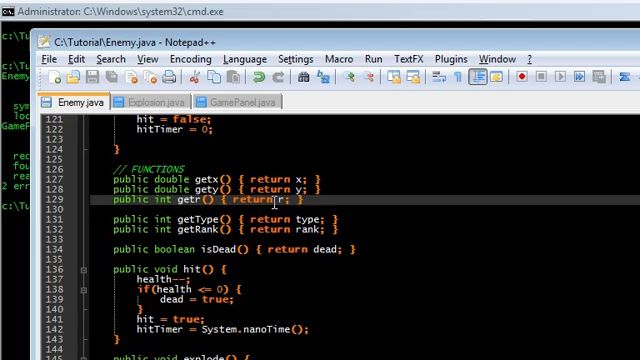 Administrator: C:\Windows\system32\cmd.exe
C:\Tutorial\Enemy.java - Notepad++
File Edit Search View Encoding Language Settings Macro Run TextFX Plugins Window ?
Enemy.java Explosion.java GamePanel.java
121 hit = false;
122 hitTimer = 0;
124 }
125
126 // FUNCTIONS
127 public double getx() { return x; }
128 public double gety() { return y; }
129 public int getr() { return r; }
130
131 public int getType() { return type; }
132 public int getRank() { return rank; }
133
134 public boolean isDead() { return dead; }
135
136 public void hit() {
137 health--;
138 if(health <= 0) {
139 dead = true;
140 }
141 hit = true;
142 hitTimer = System.nanoTime();
143 }
144
145 public void explode() {